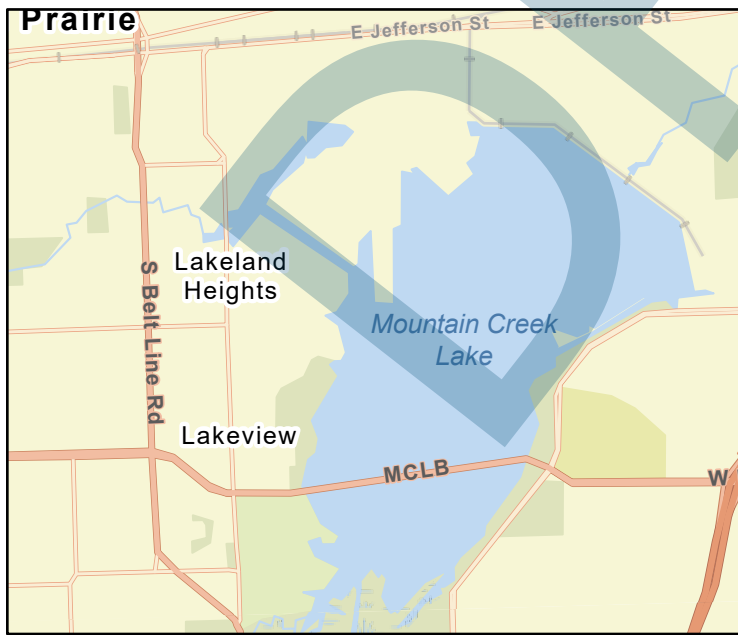 Prairie
E Jefferson St
E Jefferson St
Lakeland
Heights
S Belt Line Rd
Mountain Creek
Lake
Lakeview
MCLB
W